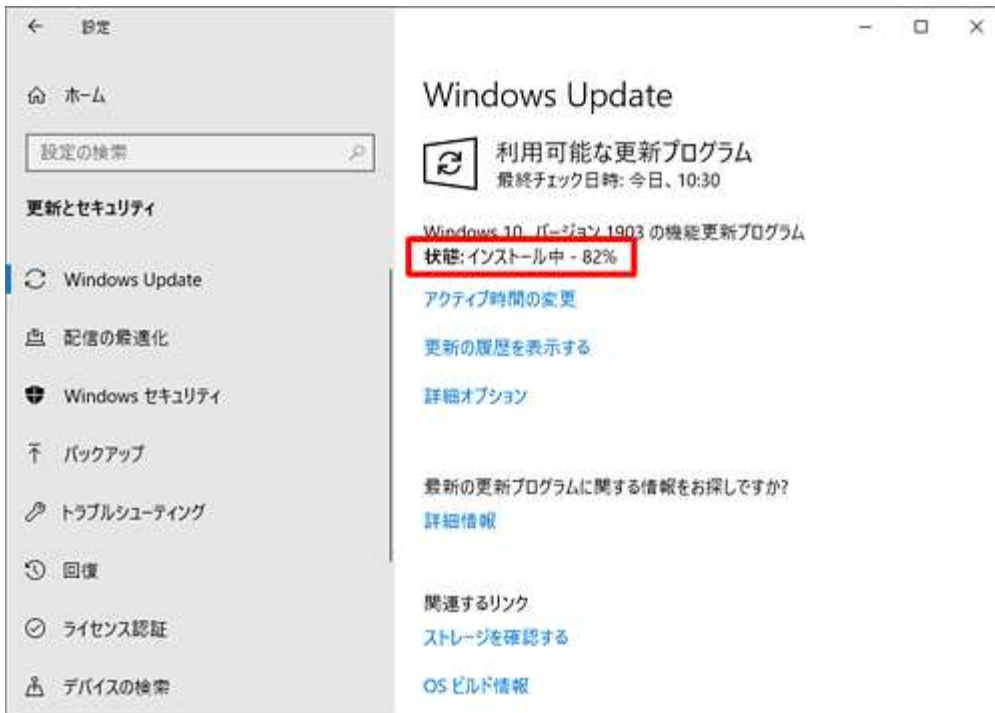 設定
ホーム
設定の検索
更新とセキュリティ
Windows Update
配信の最適化
Windows セキュリティ
バックアップ
トラブルシューティング
回復
ライセンス認証
デバイスの検索
Windows Update
利用可能な更新プログラム
最終チェック日時: 今日、10:30
Windows 10、バージョン 1903 の機能更新プログラム
状態: インストール中 - 82%
アクティブ時間の変更
更新の履歴を表示する
詳細オプション
最新の更新プログラムに関する情報をお探しですか?
詳細情報
関連するリンク
ストレージを確認する
OS ビルド情報